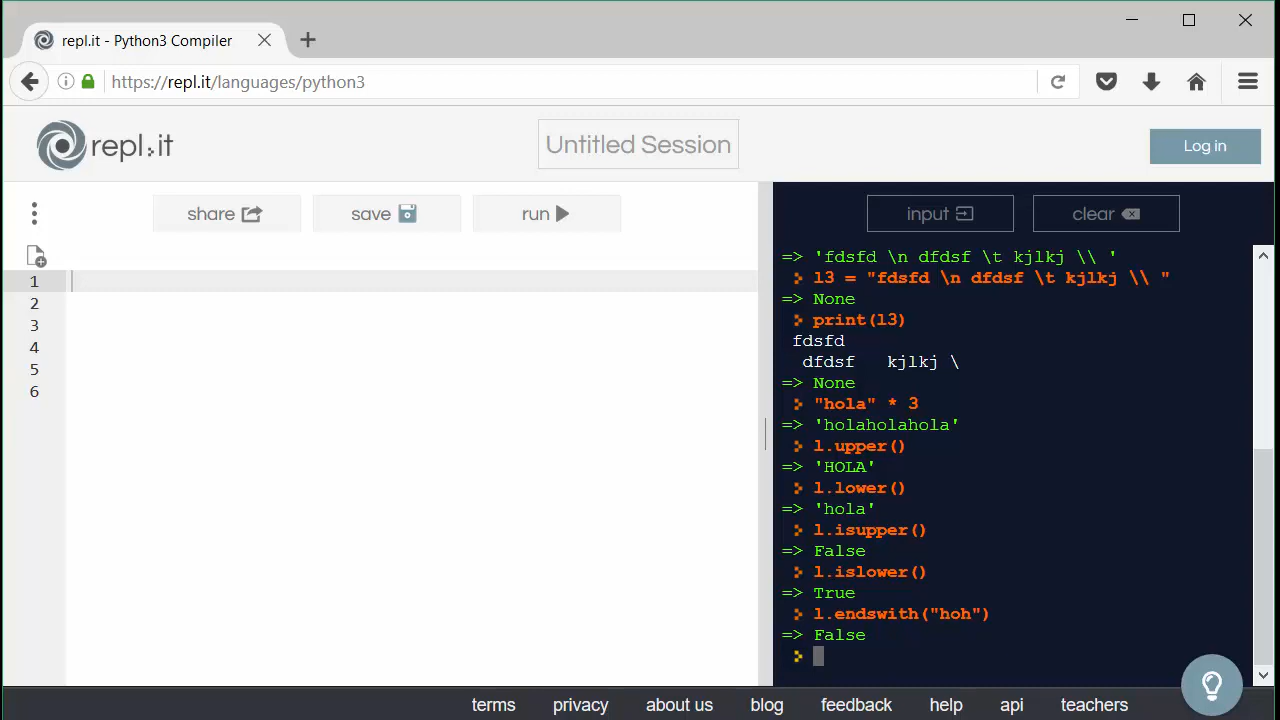 repl.it - Python3 Compiler
https://repl.it/languages/python3
repl.it
Untitled Session
Log in
share
save
run
input
clear
1
2
3
4
5
6
=> 'fdsfd \n dfdsf \t kjlkj \\ '
l3 = "fdsfd \n dfdsf \t kjlkj \\ "
=> None
print(l3)
fdsfd
dfdsf   kjlkj \
=> None
"hola" * 3
=> 'holaholahola'
l.upper()
=> 'HOLA'
l.lower()
=> 'hola'
l.isupper()
=> False
l.islower()
=> True
l.endswith("hoh")
=> False
terms privacy about us blog feedback help api teachers